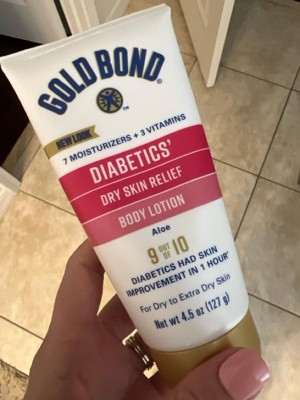 GOLD BOND
™
NEW LOOK
7 MOISTURIZERS + 3 VITAMINS
DIABETICS'
DRY SKIN RELIEF
BODY LOTION
Aloe
9 OUT OF 10
DIABETICS HAD SKIN
IMPROVEMENT IN 1 HOUR*
For Dry to Extra Dry Skin
Net wt 4.5 oz (127 g)